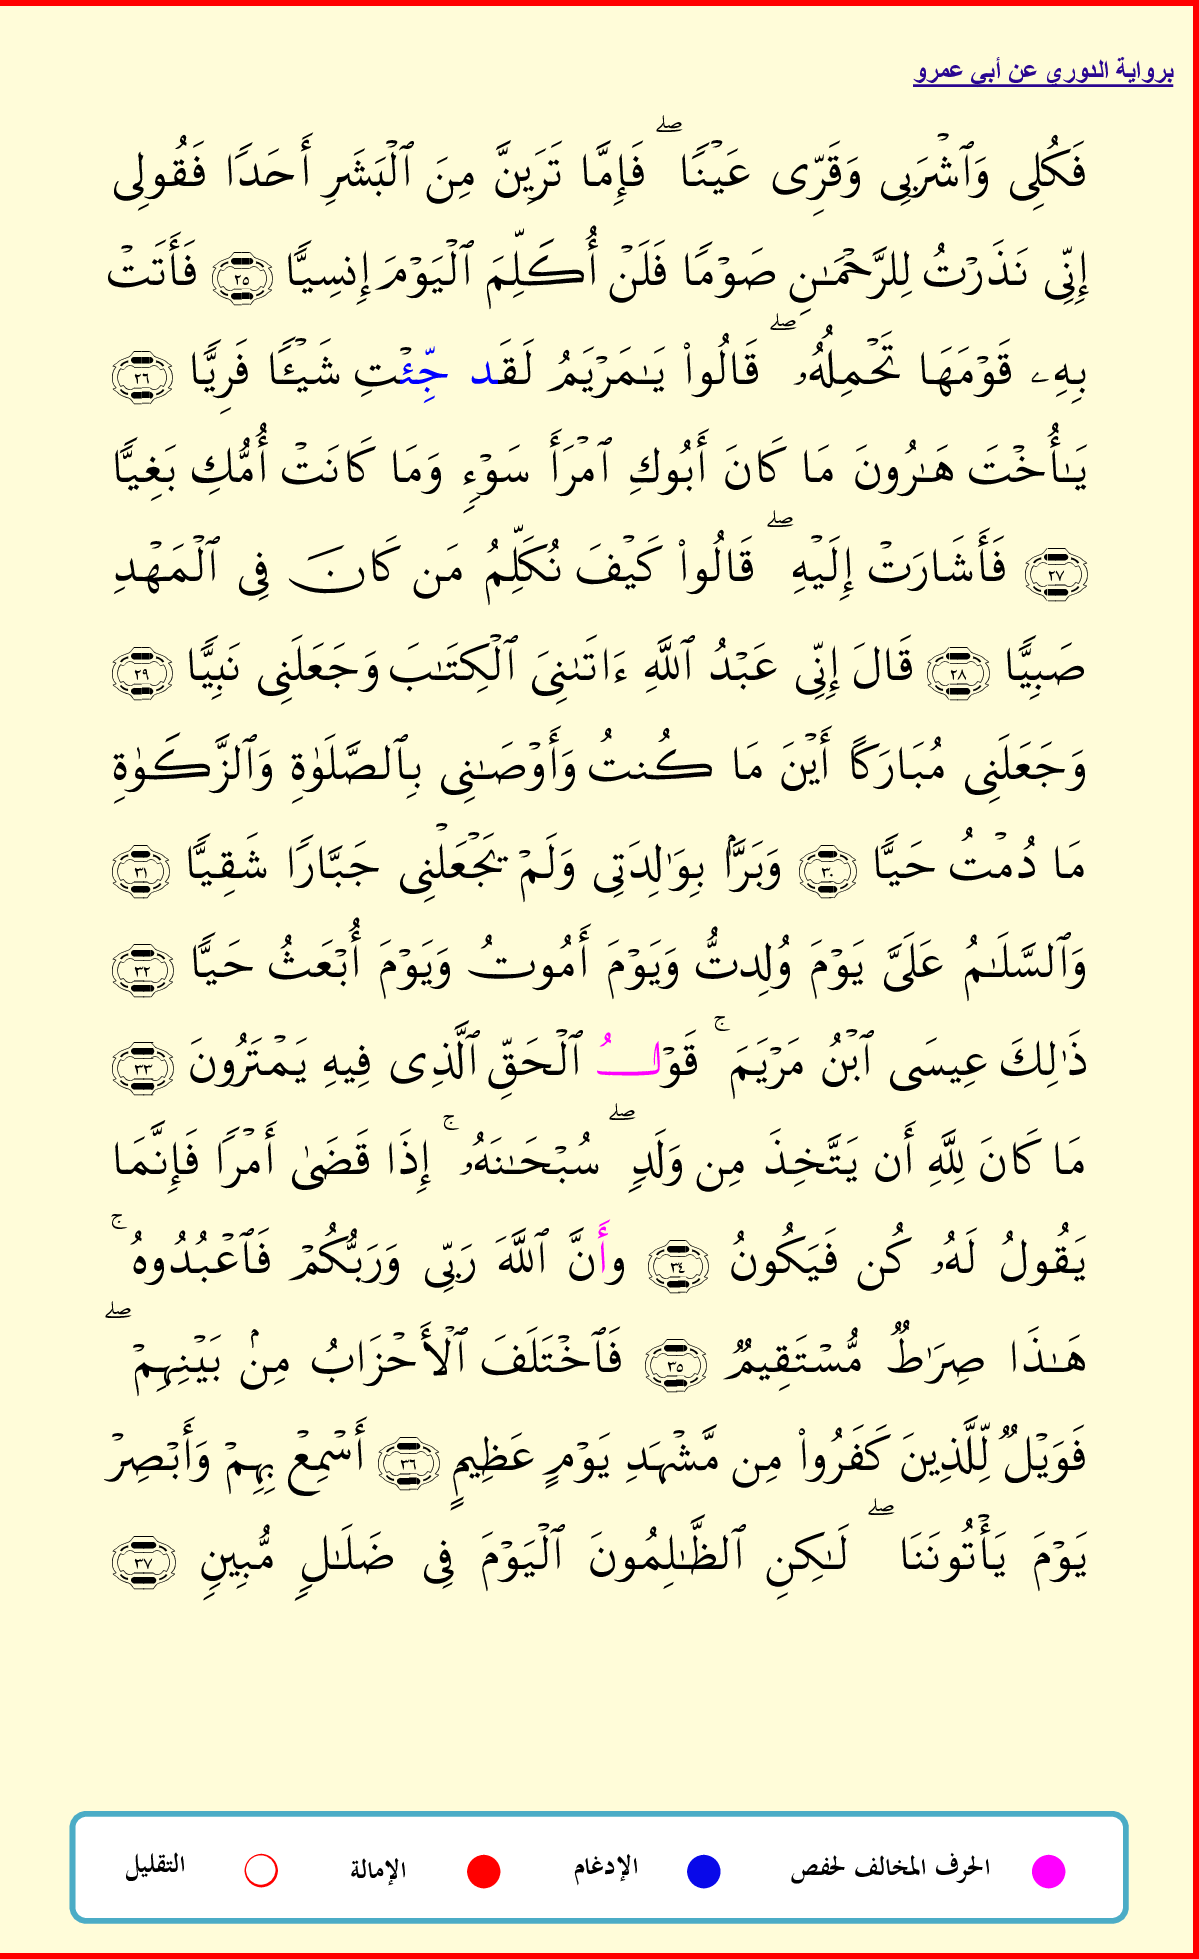 برواية الدوري عن أبي عمرو
فَكُلِى وَٱشْرَبِى وَقَرِّى عَيْنًا ۖ فَإِمَّا تَرَيِنَّ مِنَ ٱلْبَشَرِ أَحَدًا فَقُولِى
إِنِّى نَذَرْتُ لِلرَّحْمَٰنِ صَوْمًا فَلَنْ أُكَلِّمَ ٱلْيَوْمَ إِنسِيًّا ٢٥ فَأَتَتْ
بِهِۦ قَوْمَهَا تَحْمِلُهُۥ ۖ قَالُوا۟ يَٰمَرْيَمُ لَقَد جِّئْتِ شَيْـًٔا فَرِيًّا ٢٦
يَٰأُخْتَ هَٰرُونَ مَا كَانَ أَبُوكِ ٱمْرَأَ سَوْءٍ وَمَا كَانَتْ أُمُّكِ بَغِيًّا
٢٧ فَأَشَارَتْ إِلَيْهِ ۖ قَالُوا۟ كَيْفَ نُكَلِّمُ مَن كَانَ فِى ٱلْمَهْدِ
صَبِيًّا ٢٨ قَالَ إِنِّى عَبْدُ ٱللَّهِ ءَاتَىٰنِىَ ٱلْكِتَٰبَ وَجَعَلَنِى نَبِيًّا ٢٩
وَجَعَلَنِى مُبَارَكًا أَيْنَ مَا كُنتُ وَأَوْصَٰنِى بِٱلصَّلَوٰةِ وَٱلزَّكَوٰةِ
مَا دُمْتُ حَيًّا ٣٠ وَبَرًّۢا بِوَٰلِدَتِى وَلَمْ يَجْعَلْنِى جَبَّارًا شَقِيًّا ٣١
وَٱلسَّلَٰمُ عَلَىَّ يَوْمَ وُلِدتُّ وَيَوْمَ أَمُوتُ وَيَوْمَ أُبْعَثُ حَيًّا ٣٢
ذَٰلِكَ عِيسَى ٱبْنُ مَرْيَمَ ۚ قَوْلُ ٱلْحَقِّ ٱلَّذِى فِيهِ يَمْتَرُونَ ٣٣
مَا كَانَ لِلَّهِ أَن يَتَّخِذَ مِن وَلَدٍ ۖ سُبْحَٰنَهُۥ ۚ إِذَا قَضَىٰ أَمْرًا فَإِنَّمَا
يَقُولُ لَهُۥ كُن فَيَكُونُ ٣٤ وأَنَّ ٱللَّهَ رَبِّى وَرَبُّكُمْ فَٱعْبُدُوهُ ۚ
هَٰذَا صِرَٰطٌ مُّسْتَقِيمٌ ٣٥ فَٱخْتَلَفَ ٱلْأَحْزَابُ مِنۢ بَيْنِهِمْ ۖ
فَوَيْلٌ لِّلَّذِينَ كَفَرُوا۟ مِن مَّشْهَدِ يَوْمٍ عَظِيمٍ ٣٦ أَسْمِعْ بِهِمْ وَأَبْصِرْ
يَوْمَ يَأْتُونَنَا ۖ لَٰكِنِ ٱلظَّٰلِمُونَ ٱلْيَوْمَ فِى ضَلَٰلٍ مُّبِينٍ ٣٧
الحرف المخالف لحفص الإدغام الإمالة التقليل